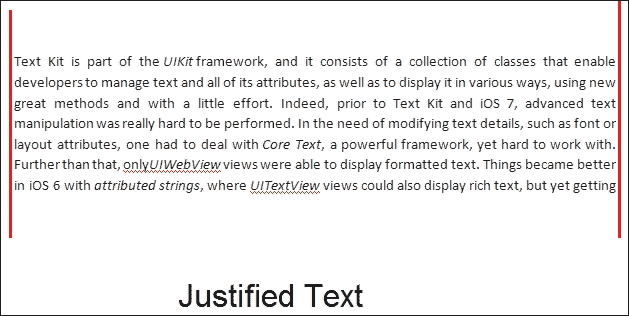 Text Kit is part of the UIKit framework, and it consists of a collection of classes that enable
developers to manage text and all of its attributes, as well as to display it in various ways, using new
great methods and with a little effort. Indeed, prior to Text Kit and iOS 7, advanced text
manipulation was really hard to be performed. In the need of modifying text details, such as font or
layout attributes, one had to deal with Core Text, a powerful framework, yet hard to work with.
Further than that, onlyUIWebView views were able to display formatted text. Things became better
in iOS 6 with attributed strings, where UITextView views could also display rich text, but yet getting
Justified Text